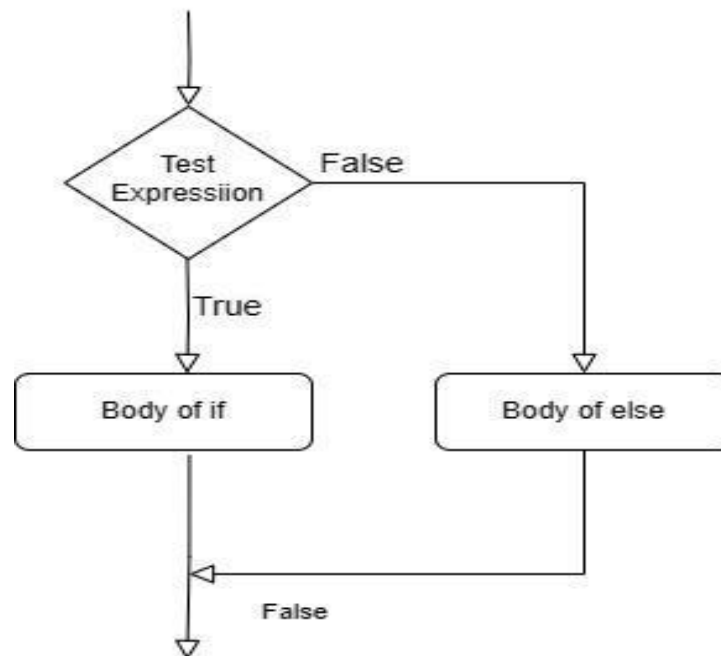 Test
Expressiion
False
True
Body of if
Body of else
False